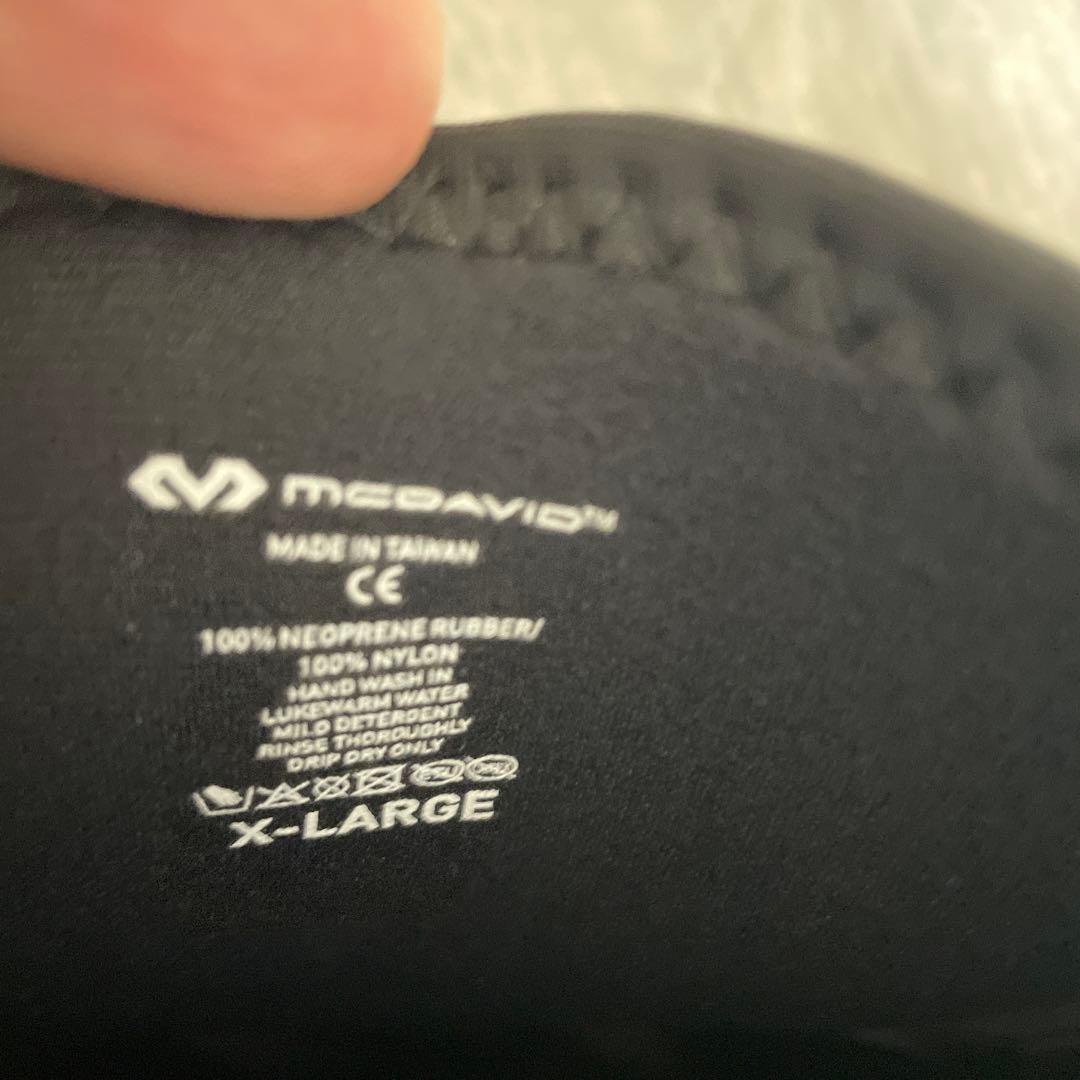 McDAVID™
MADE IN TAIWAN
CE
100% NEOPRENE RUBBER/
100% NYLON
HAND WASH IN
LUKEWARM WATER
MILD DETERGENT
RINSE THOROUGHLY
DRIP DRY ONLY
X-LARGE